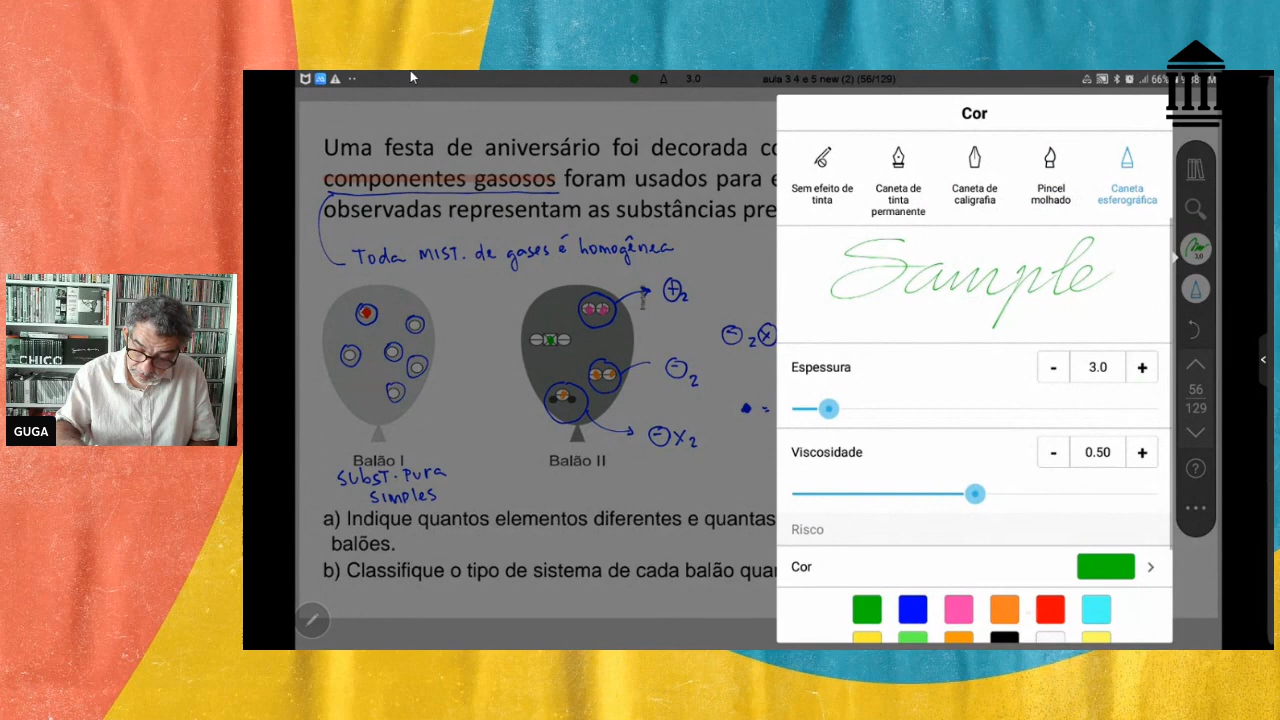 3.0
aula 3 4 e 5 new (2) (56/129)
66%
Uma festa de aniversário foi decorada
componentes gasosos foram usados para
observadas representam as substâncias pre
Toda MIST. de gases é homogênea
Balão I
Balão II
SUBST. PURA
SIMPLES
a) Indique quantos elementos diferentes e quantas
balões.
b) Classifique o tipo de sistema de cada balão qua
Cor
Sem efeito de tinta
Caneta de tinta permanente
Caneta de caligrafia
Pincel molhado
Caneta esferográfica
Sample
Espessura
- 3.0 +
Viscosidade
- 0.50 +
Risco
Cor
3,0
56
129
CHICO
GUGA